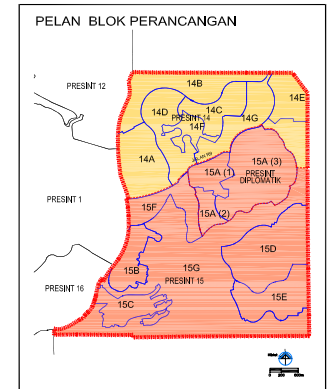 PELAN BLOK PERANCANGAN
14B
PRESINT 12
14E
14D
14C
PRESINT 14
14F
14G
14A
15A (3)
15A (1)
PRESINT
DIPLOMATIK
PRESINT 1
15F
15A (2)
15D
15B
15G
PRESINT 15
PRESINT 16
15C
15E